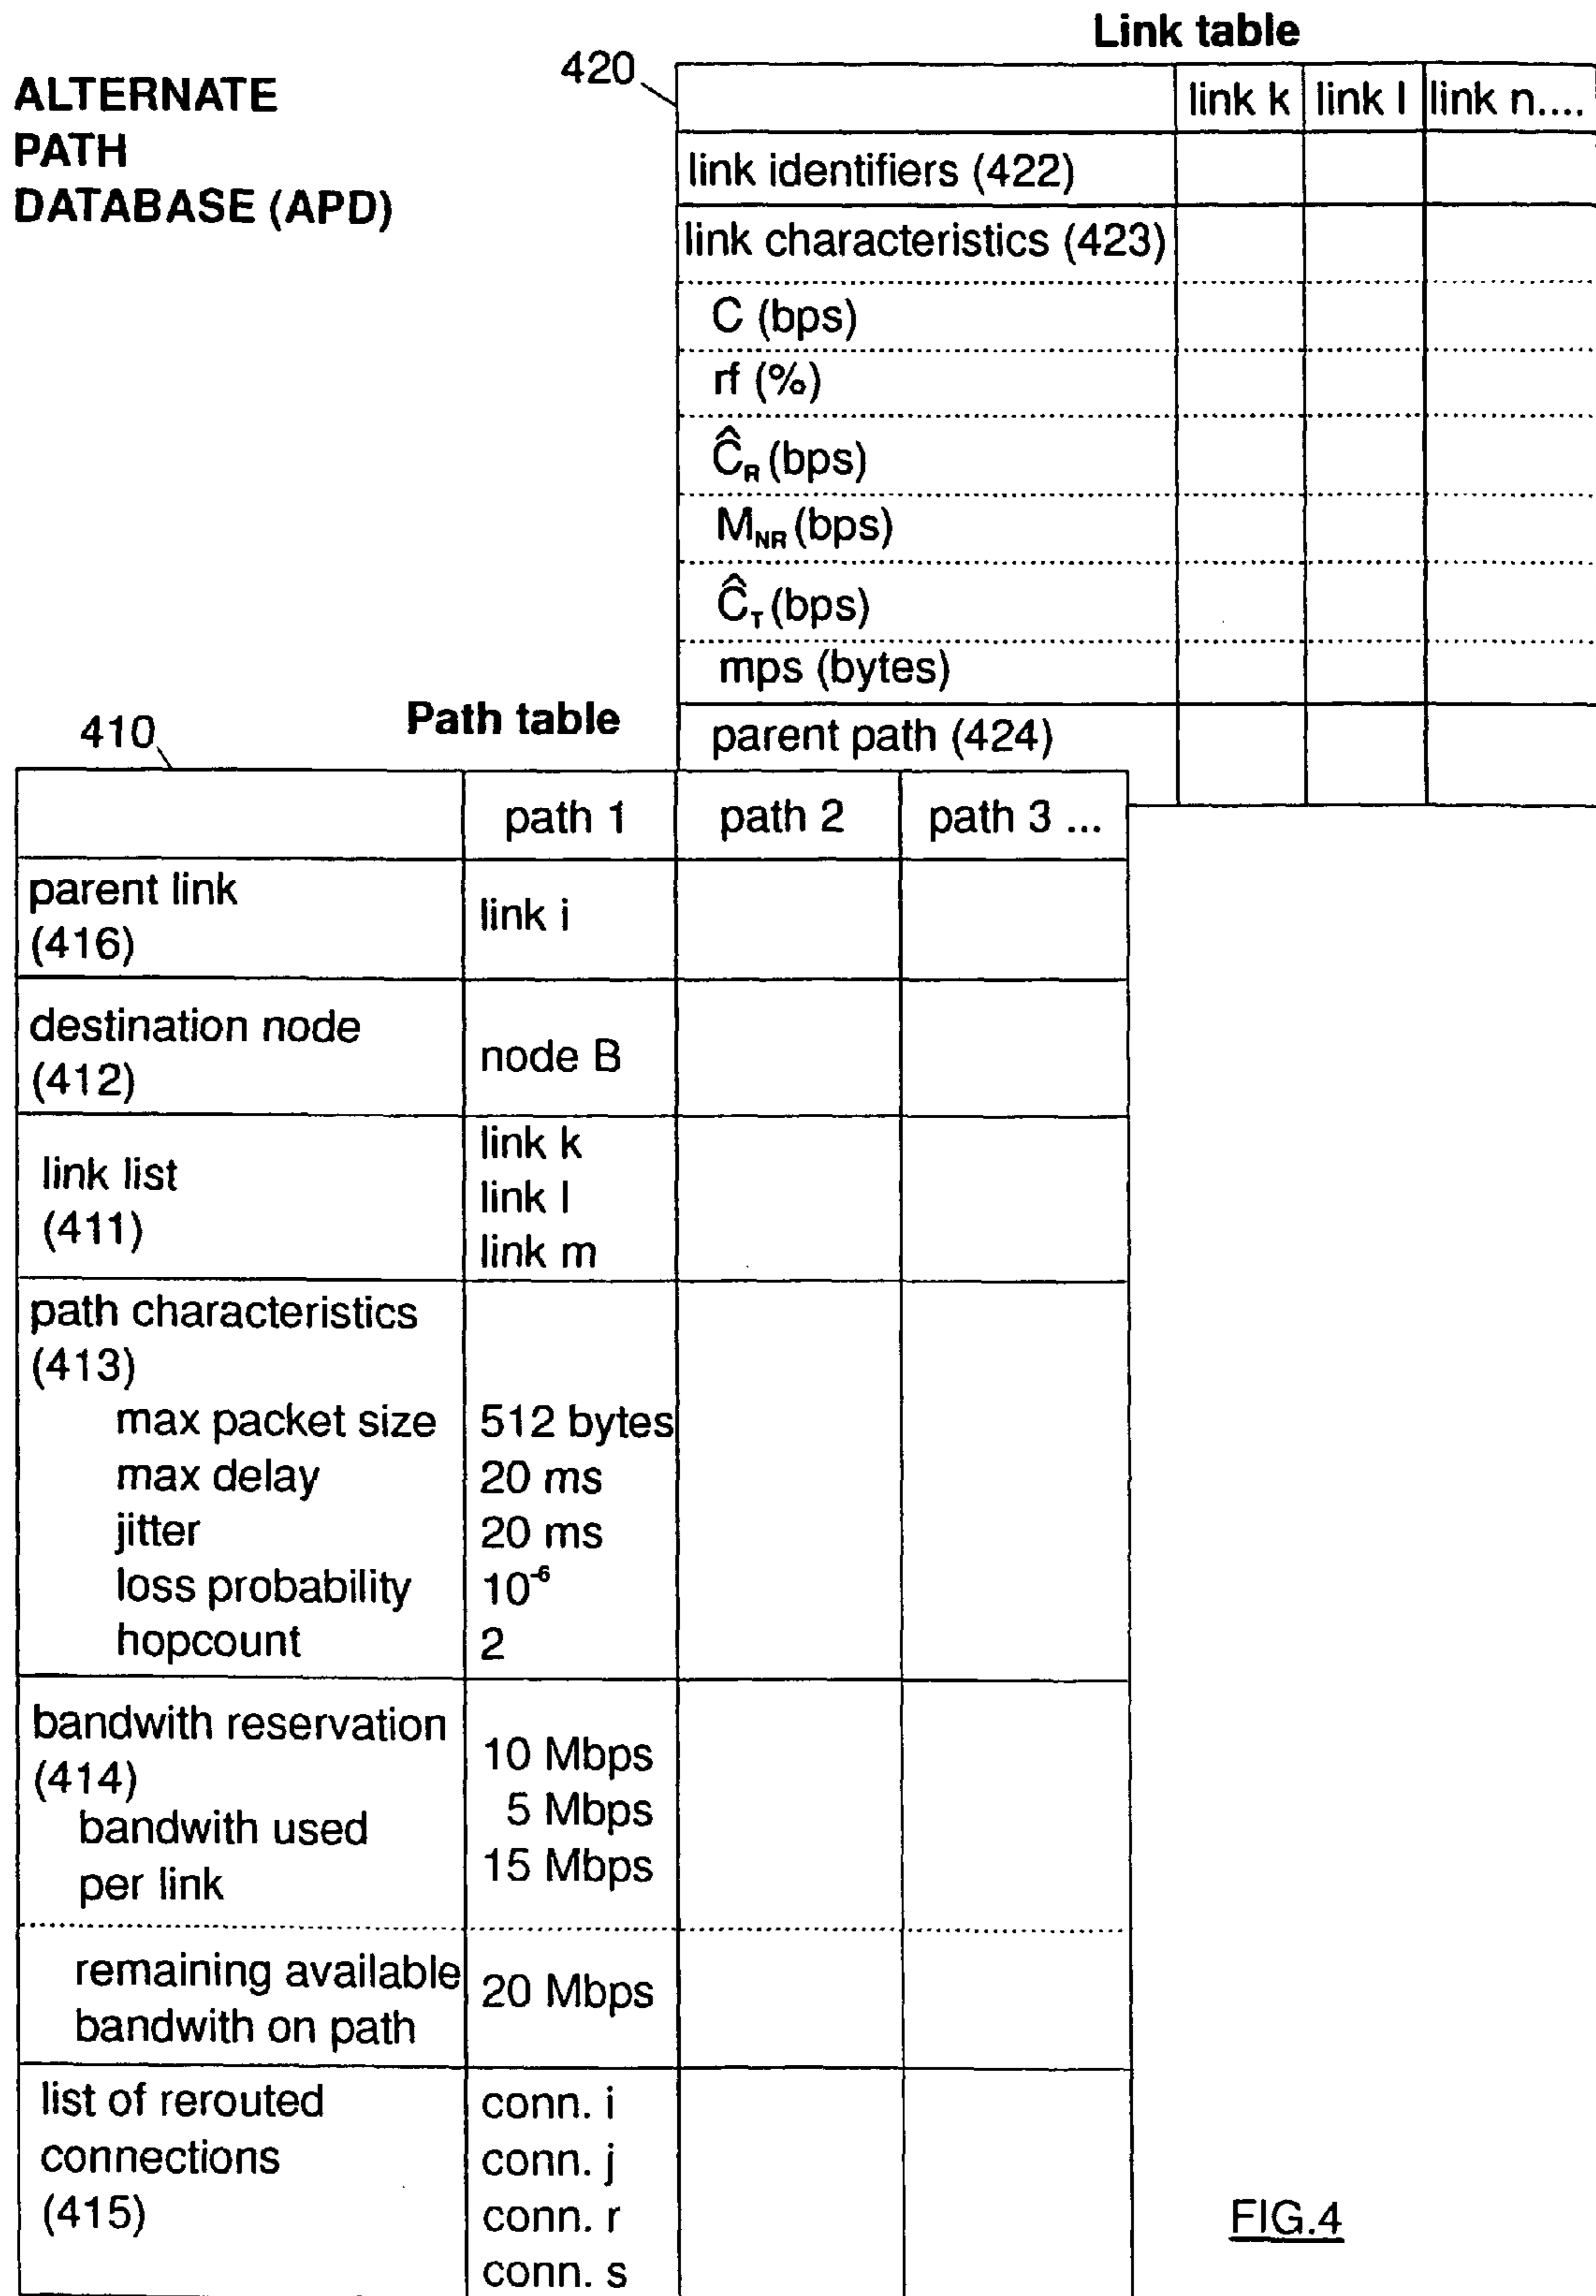 ALTERNATE
PATH
DATABASE (APD)
420
Link table
link k link l link n....
link identifiers (422)
link characteristics (423)
C (bps)
rf (%)
Ĉ_R (bps)
M_NR (bps)
Ĉ_T (bps)
mps (bytes)
parent path (424)
410
Path table
path 1 path 2 path 3 ...
parent link
(416)
link i
destination node
(412)
node B
link list
(411)
link k
link l
link m
path characteristics
(413)
max packet size 512 bytes
max delay 20 ms
jitter 20 ms
loss probability 10⁻⁶
hopcount 2
bandwith reservation
(414)
bandwith used
per link
10 Mbps
5 Mbps
15 Mbps
remaining available
bandwith on path
20 Mbps
list of rerouted
connections
(415)
conn. i
conn. j
conn. r
conn. s
FIG.4